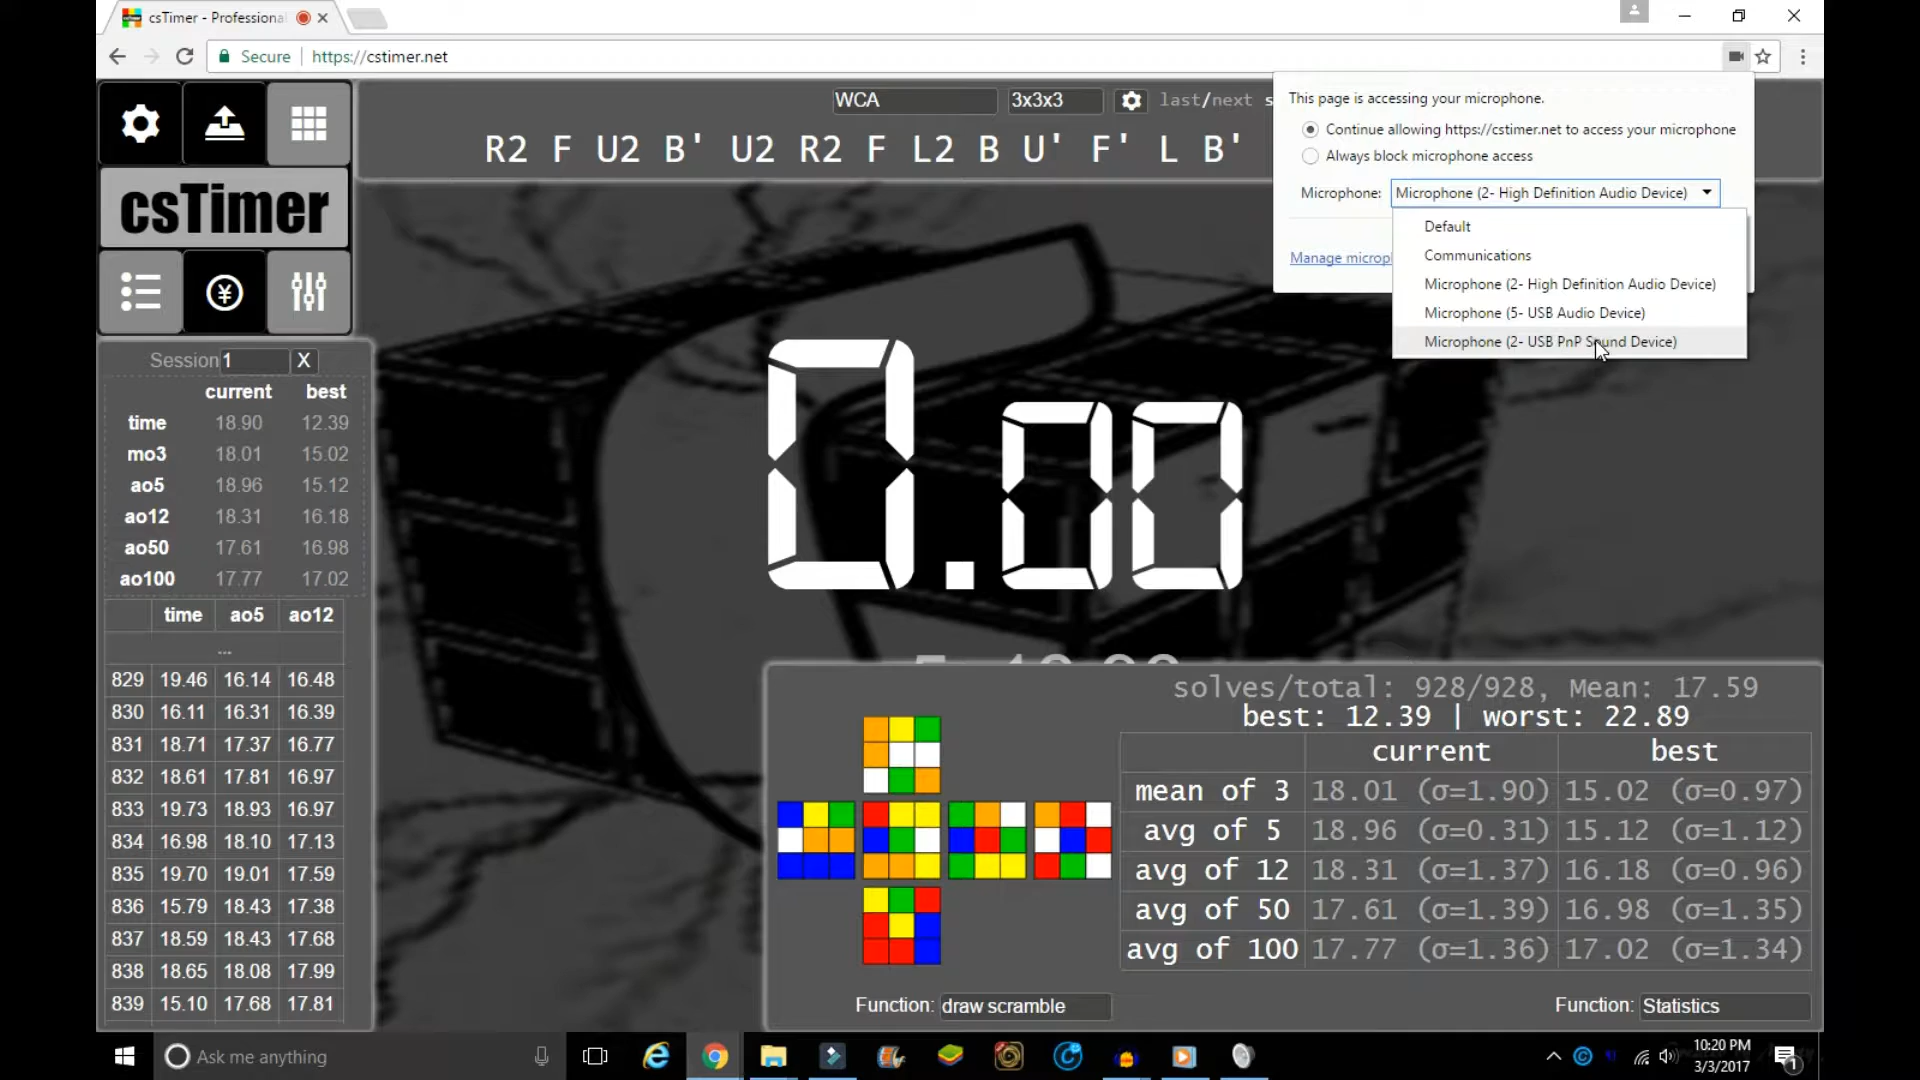 csTimer - Professional
Secure https://cstimer.net
WCA 3x3x3 last/next s
R2 F U2 B' U2 R2 F L2 B U' F' L B'
This page is accessing your microphone.
Continue allowing https://cstimer.net to access your microphone
Always block microphone access
Microphone: Microphone (2- High Definition Audio Device)
Default
Communications
Microphone (2- High Definition Audio Device)
Microphone (5- USB Audio Device)
Microphone (2- USB PnP Sound Device)
Manage microp
csTimer
Session 1 X
current best
time 18.90 12.39
mo3 18.01 15.02
ao5 18.96 15.12
ao12 18.31 16.18
ao50 17.61 16.98
ao100 17.77 17.02
time ao5 ao12
...
829 19.46 16.14 16.48
830 16.11 16.31 16.39
831 18.71 17.37 16.77
832 18.61 17.81 16.97
833 19.73 18.93 16.97
834 16.98 18.10 17.13
835 19.70 19.01 17.59
836 15.79 18.43 17.38
837 18.59 18.43 17.68
838 18.65 18.08 17.99
839 15.10 17.68 17.81
0.00
solves/total: 928/928, Mean: 17.59
best: 12.39 | worst: 22.89
current best
mean of 3 18.01 (σ=1.90) 15.02 (σ=0.97)
avg of 5 18.96 (σ=0.31) 15.12 (σ=1.12)
avg of 12 18.31 (σ=1.37) 16.18 (σ=0.96)
avg of 50 17.61 (σ=1.39) 16.98 (σ=1.35)
avg of 100 17.77 (σ=1.36) 17.02 (σ=1.34)
Function: draw scramble
Function: Statistics
Ask me anything
10:20 PM
3/3/2017
1